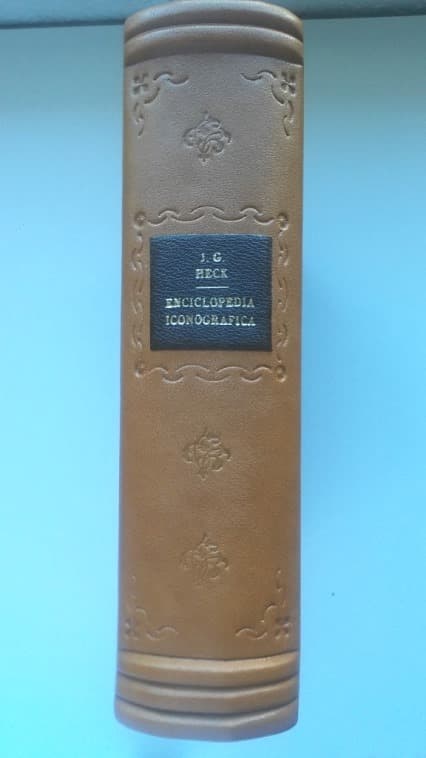 J. G.
HECK
ENCICLOPEDIA
ICONOGRAFICA